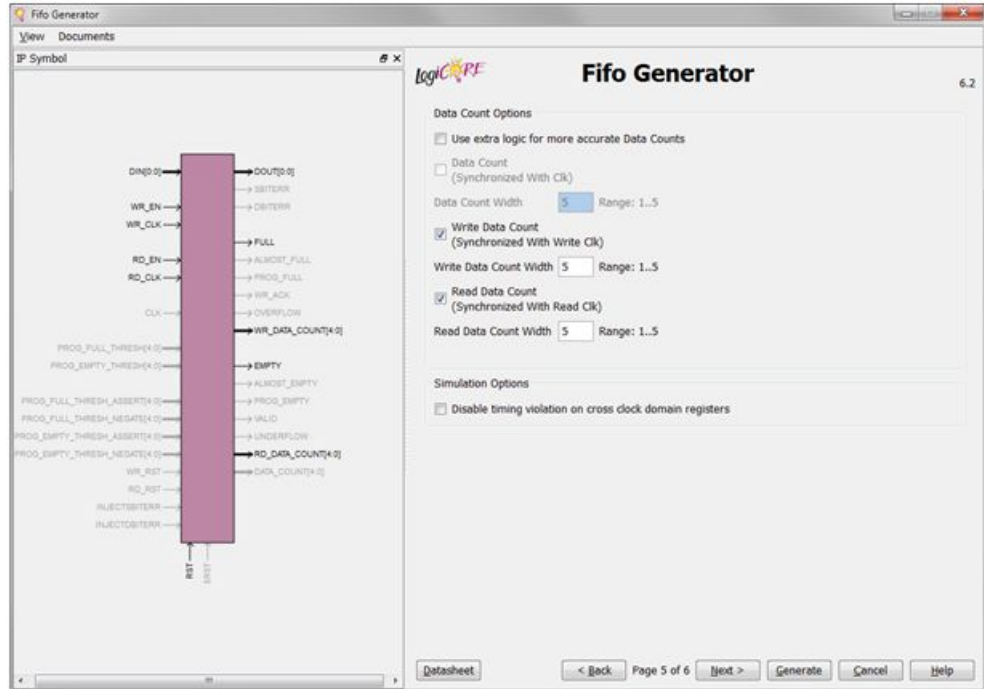 Fifo Generator
View Documents
IP Symbol
DIN[0:0]
WR_EN
WR_CLK
RD_EN
RD_CLK
CLK
PROG_FULL_THRESH[4:0]
PROG_EMPTY_THRESH[4:0]
PROG_FULL_THRESH_ASSERT[4:0]
PROG_FULL_THRESH_NEGATE[4:0]
PROG_EMPTY_THRESH_ASSERT[4:0]
PROG_EMPTY_THRESH_NEGATE[4:0]
WR_RST
RD_RST
INJECTSBITERR
INJECTDBITERR
DOUT[0:0]
SBITERR
DBITERR
FULL
ALMOST_FULL
PROG_FULL
WR_ACK
OVERFLOW
WR_DATA_COUNT[4:0]
EMPTY
ALMOST_EMPTY
PROG_EMPTY
VALID
UNDERFLOW
RD_DATA_COUNT[4:0]
DATA_COUNT[4:0]
RST
SRST
logiCORE
Fifo Generator
6.2
Data Count Options
Use extra logic for more accurate Data Counts
Data Count
(Synchronized With Clk)
Data Count Width 5 Range: 1..5
Write Data Count
(Synchronized With Write Clk)
Write Data Count Width 5 Range: 1..5
Read Data Count
(Synchronized With Read Clk)
Read Data Count Width 5 Range: 1..5
Simulation Options
Disable timing violation on cross clock domain registers
Datasheet < Back Page 5 of 6 Next > Generate Cancel Help